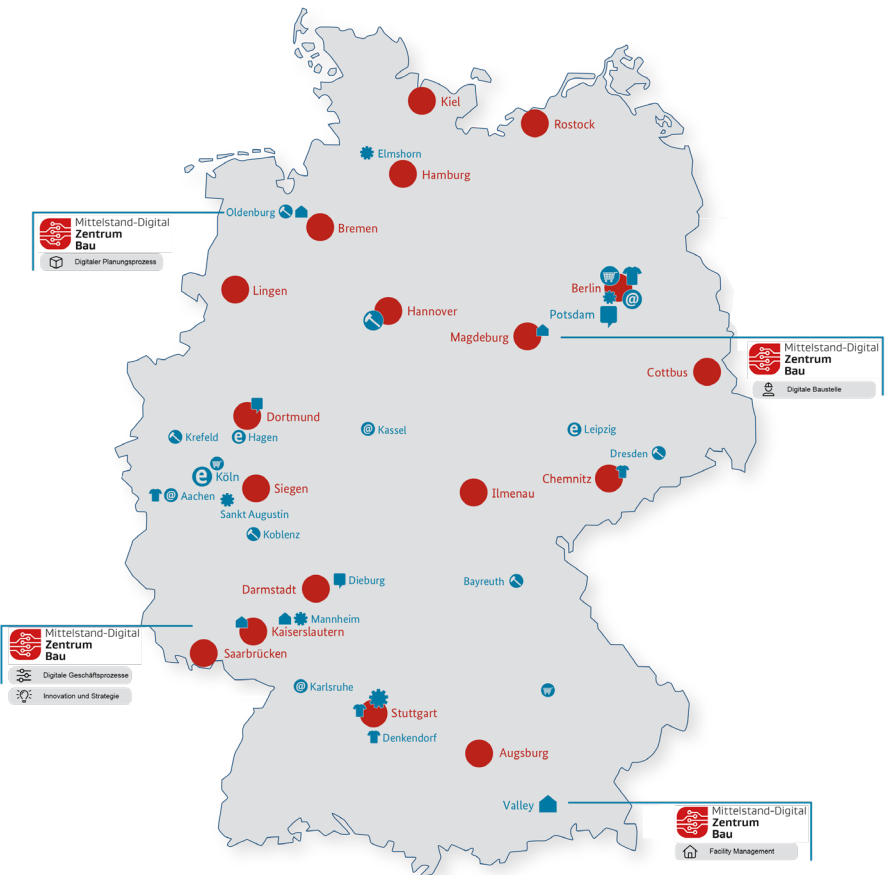 Kiel
Rostock
Elmshorn
Hamburg
Oldenburg
Mittelstand-Digital
Zentrum
Bau
Digitaler Planungsprozess
Bremen
Lingen
Berlin
Hannover
Potsdam
Magdeburg
Mittelstand-Digital
Zentrum
Bau
Digitale Baustelle
Cottbus
Dortmund
Krefeld
Hagen
Kassel
Leipzig
Dresden
Köln
Chemnitz
Siegen
Aachen
Ilmenau
Sankt Augustin
Koblenz
Dieburg
Bayreuth
Darmstadt
Mannheim
Kaiserslautern
Mittelstand-Digital
Zentrum
Bau
Digitale Geschäftsprozesse
Innovation und Strategie
Saarbrücken
Karlsruhe
Stuttgart
Denkendorf
Augsburg
Valley
Mittelstand-Digital
Zentrum
Bau
Facility Management